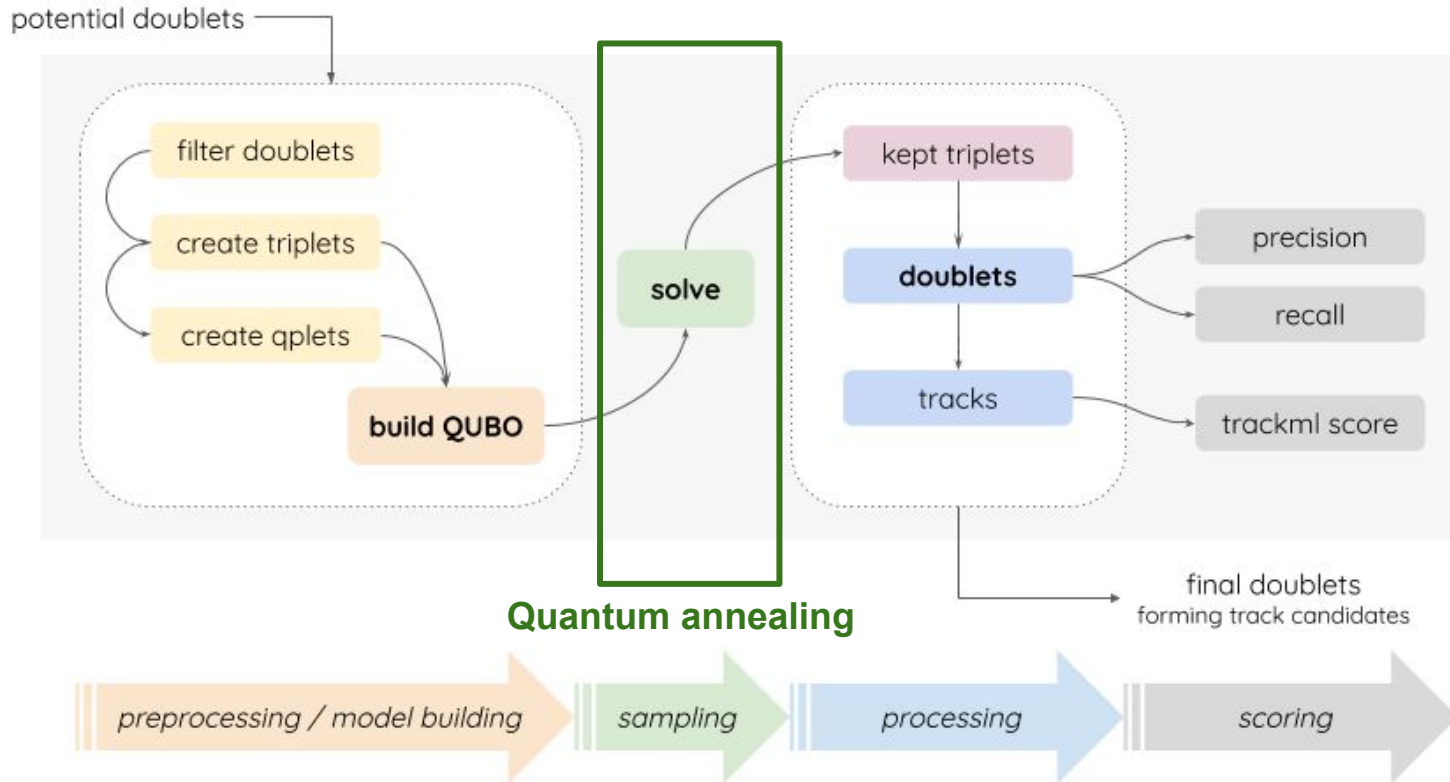 potential doublets
filter doublets
create triplets
create qplets
build QUBO
solve
kept triplets
doublets
tracks
precision
recall
trackml score
final doublets
forming track candidates
Quantum annealing
preprocessing / model building
sampling
processing
scoring